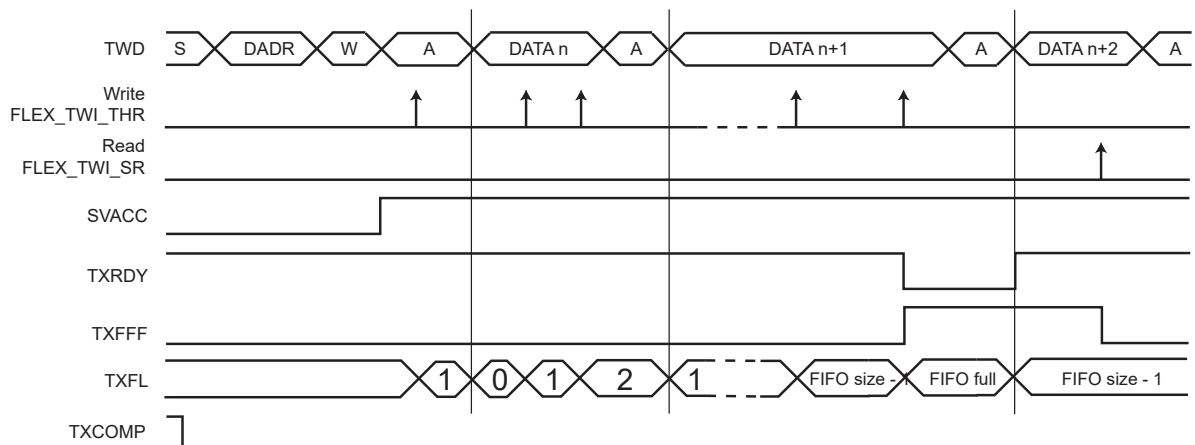 TWD S DADR W A DATA n A DATA n+1 A DATA n+2 A
Write
FLEX_TWI_THR
Read
FLEX_TWI_SR
SVACC
TXRDY
TXFFF
TXFL 1 0 1 2 1 FIFO size - 1 FIFO full FIFO size - 1
TXCOMP